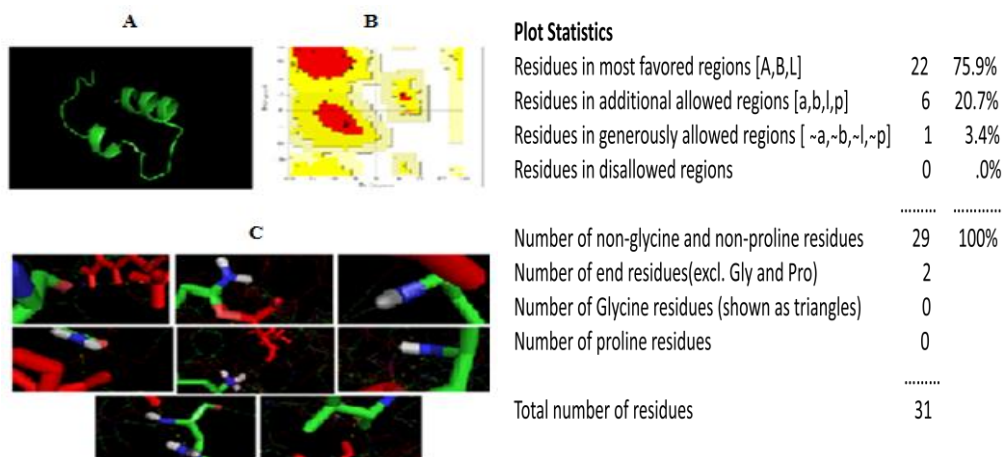 A
B
Plot Statistics
Residues in most favored regions [A,B,L] 22 75.9%
Residues in additional allowed regions [a,b,l,p] 6 20.7%
Residues in generously allowed regions [ ~a,~b,~l,~p] 1 3.4%
Residues in disallowed regions 0 .0%
......... ............
C
Number of non-glycine and non-proline residues 29 100%
Number of end residues(excl. Gly and Pro) 2
Number of Glycine residues (shown as triangles) 0
Number of proline residues 0
.........
Total number of residues 31